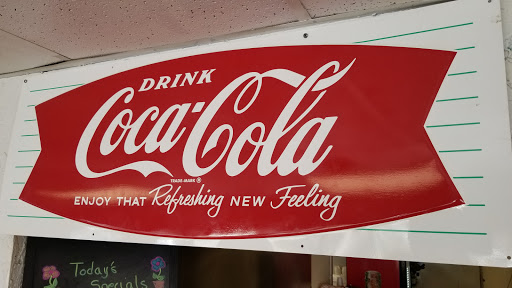 DRINK
Coca-Cola
TRADE-MARK ®
ENJOY THAT Refreshing NEW Feeling
Today's
Specials